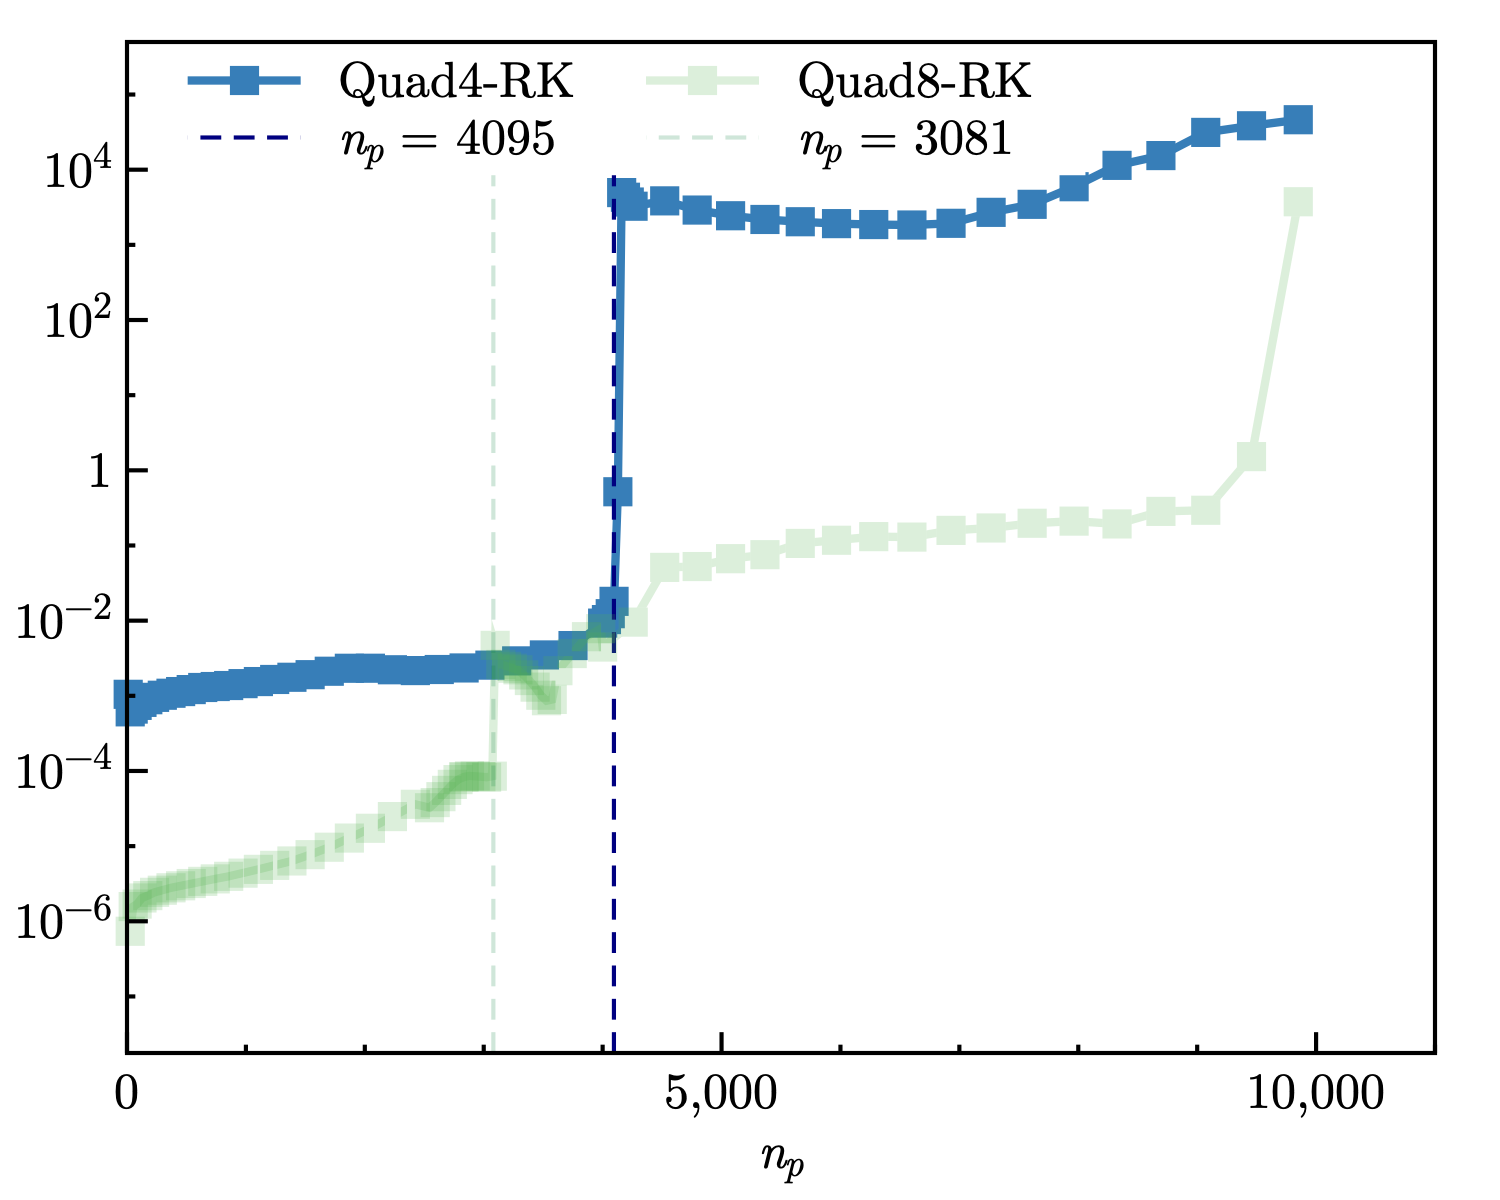 Quad4-RK Quad8-RK
n_p = 4095 n_p = 3081
10^4
10^2
1
10^−2
10^−4
10^−6
0 5,000 10,000
n_p